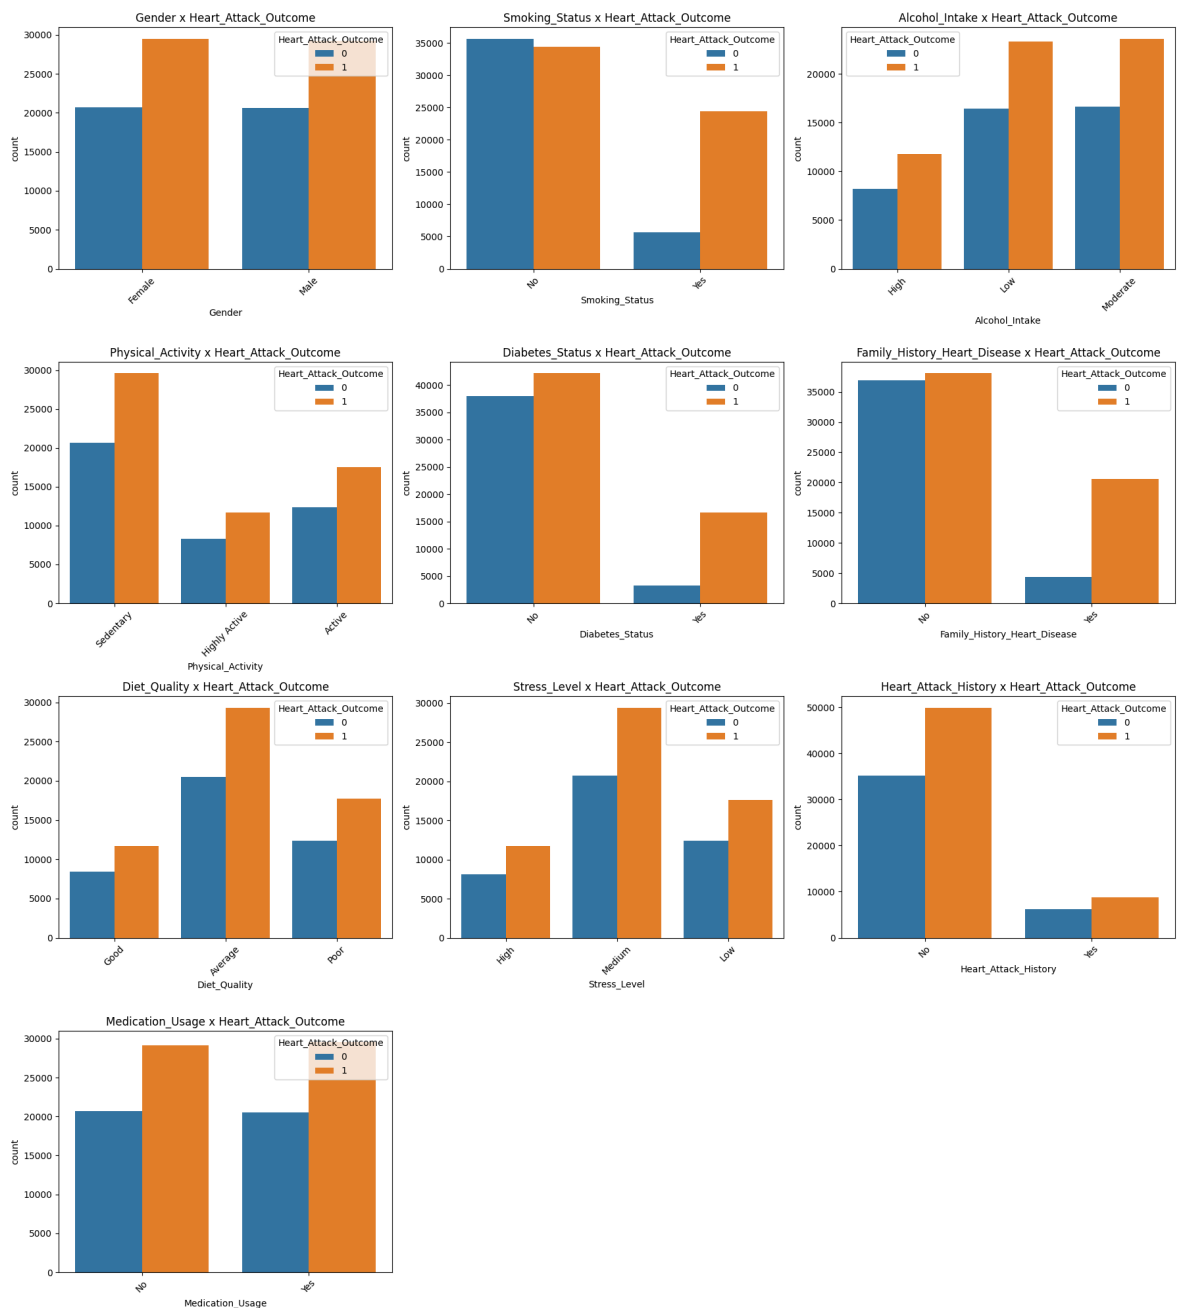 Gender x Heart_Attack_Outcome
30000
25000
20000
15000
10000
5000
0
count
Heart_Attack_Outcome
0
1
Female
Male
Gender
Smoking_Status x Heart_Attack_Outcome
35000
30000
25000
20000
15000
10000
5000
0
count
Heart_Attack_Outcome
0
1
No
Yes
Smoking_Status
Alcohol_Intake x Heart_Attack_Outcome
20000
15000
10000
5000
0
count
Heart_Attack_Outcome
0
1
High
Low
Moderate
Alcohol_Intake
Physical_Activity x Heart_Attack_Outcome
30000
25000
20000
15000
10000
5000
0
count
Heart_Attack_Outcome
0
1
Sedentary
Highly Active
Active
Physical_Activity
Diabetes_Status x Heart_Attack_Outcome
40000
35000
30000
25000
20000
15000
10000
5000
0
count
Heart_Attack_Outcome
0
1
No
Yes
Diabetes_Status
Family_History_Heart_Disease x Heart_Attack_Outcome
35000
30000
25000
20000
15000
10000
5000
0
count
Heart_Attack_Outcome
0
1
No
Yes
Family_History_Heart_Disease
Diet_Quality x Heart_Attack_Outcome
30000
25000
20000
15000
10000
5000
0
count
Heart_Attack_Outcome
0
1
Good
Average
Poor
Diet_Quality
Stress_Level x Heart_Attack_Outcome
30000
25000
20000
15000
10000
5000
0
count
Heart_Attack_Outcome
0
1
High
Medium
Low
Stress_Level
Heart_Attack_History x Heart_Attack_Outcome
50000
40000
30000
20000
10000
0
count
Heart_Attack_Outcome
0
1
No
Yes
Heart_Attack_History
Medication_Usage x Heart_Attack_Outcome
30000
25000
20000
15000
10000
5000
0
count
Heart_Attack_Outcome
0
1
No
Yes
Medication_Usage